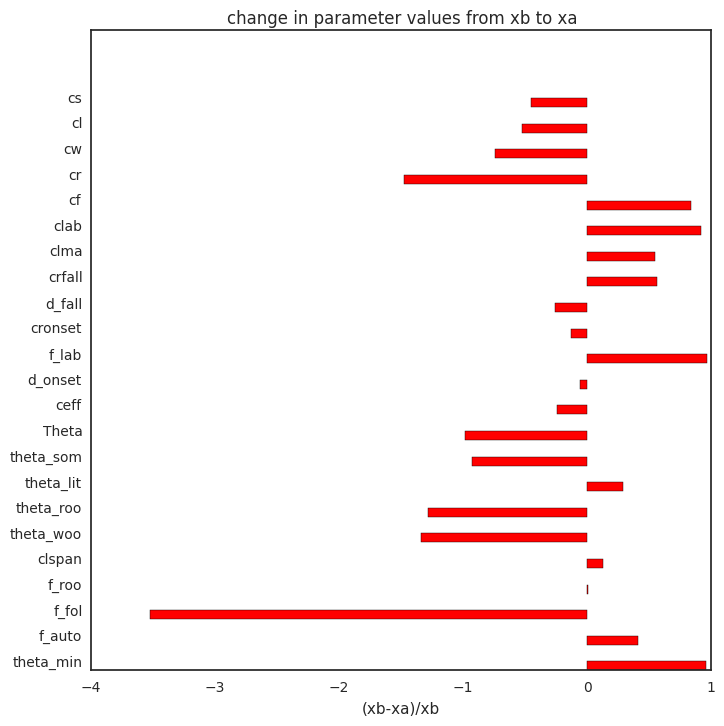 change in parameter values from xb to xa
cs
cl
cw
cr
cf
clab
clma
crfall
d_fall
cronset
f_lab
d_onset
ceff
Theta
theta_som
theta_lit
theta_roo
theta_woo
clspan
f_roo
f_fol
f_auto
theta_min
−4 −3 −2 −1 0 1
(xb-xa)/xb